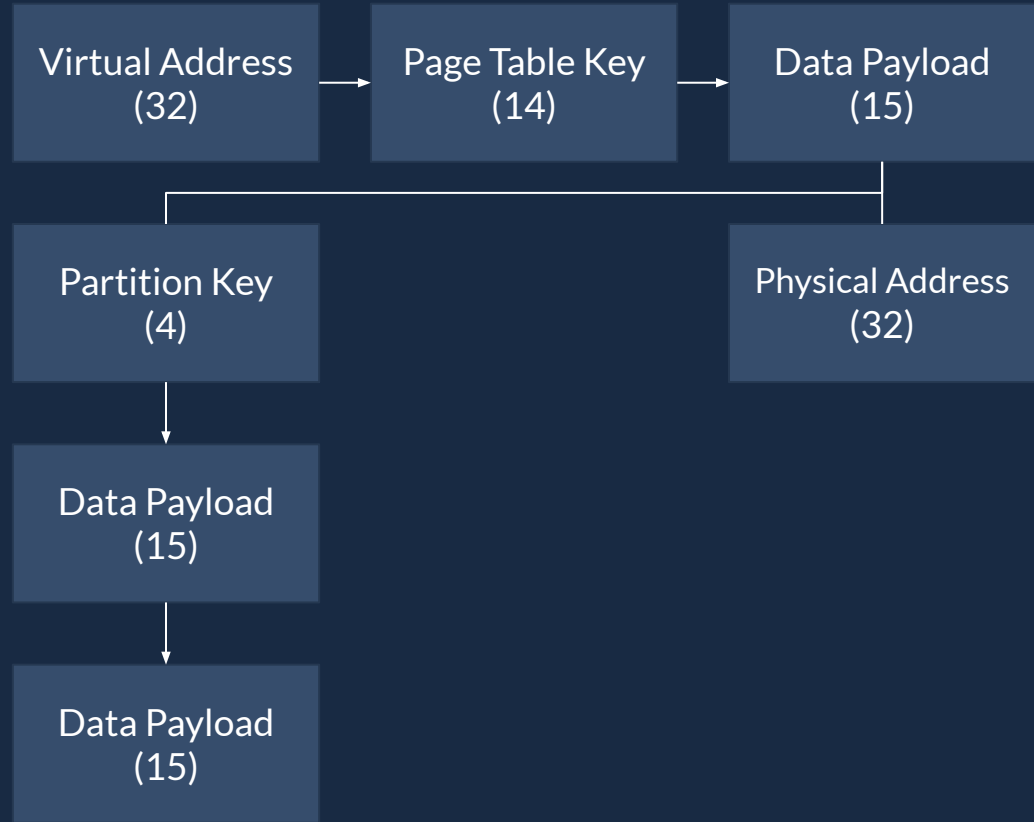 Virtual Address
(32)
Page Table Key
(14)
Data Payload
(15)
Partition Key
(4)
Physical Address
(32)
Data Payload
(15)
Data Payload
(15)